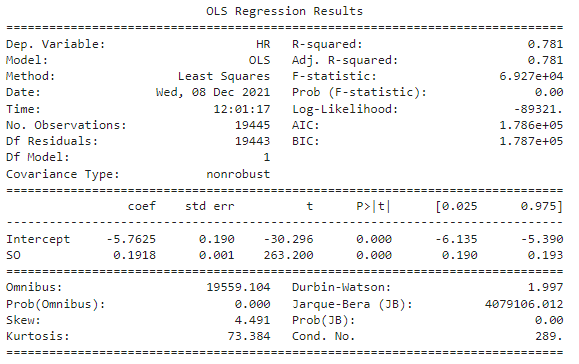 OLS Regression Results
==============================================================================
Dep. Variable: HR R-squared: 0.781
Model: OLS Adj. R-squared: 0.781
Method: Least Squares F-statistic: 6.927e+04
Date: Wed, 08 Dec 2021 Prob (F-statistic): 0.00
Time: 12:01:17 Log-Likelihood: -89321.
No. Observations: 19445 AIC: 1.786e+05
Df Residuals: 19443 BIC: 1.787e+05
Df Model: 1
Covariance Type: nonrobust
==============================================================================
coef std err t P>|t| [0.025 0.975]
------------------------------------------------------------------------------
Intercept -5.7625 0.190 -30.296 0.000 -6.135 -5.390
SO 0.1918 0.001 263.200 0.000 0.190 0.193
==============================================================================
Omnibus: 19559.104 Durbin-Watson: 1.997
Prob(Omnibus): 0.000 Jarque-Bera (JB): 4079106.012
Skew: 4.491 Prob(JB): 0.00
Kurtosis: 73.384 Cond. No. 289.
==============================================================================